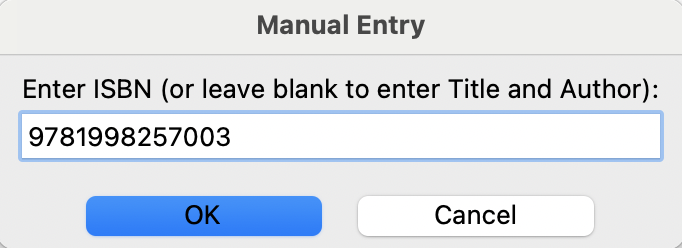 Manual Entry
Enter ISBN (or leave blank to enter Title and Author):
9781998257003
OK
Cancel